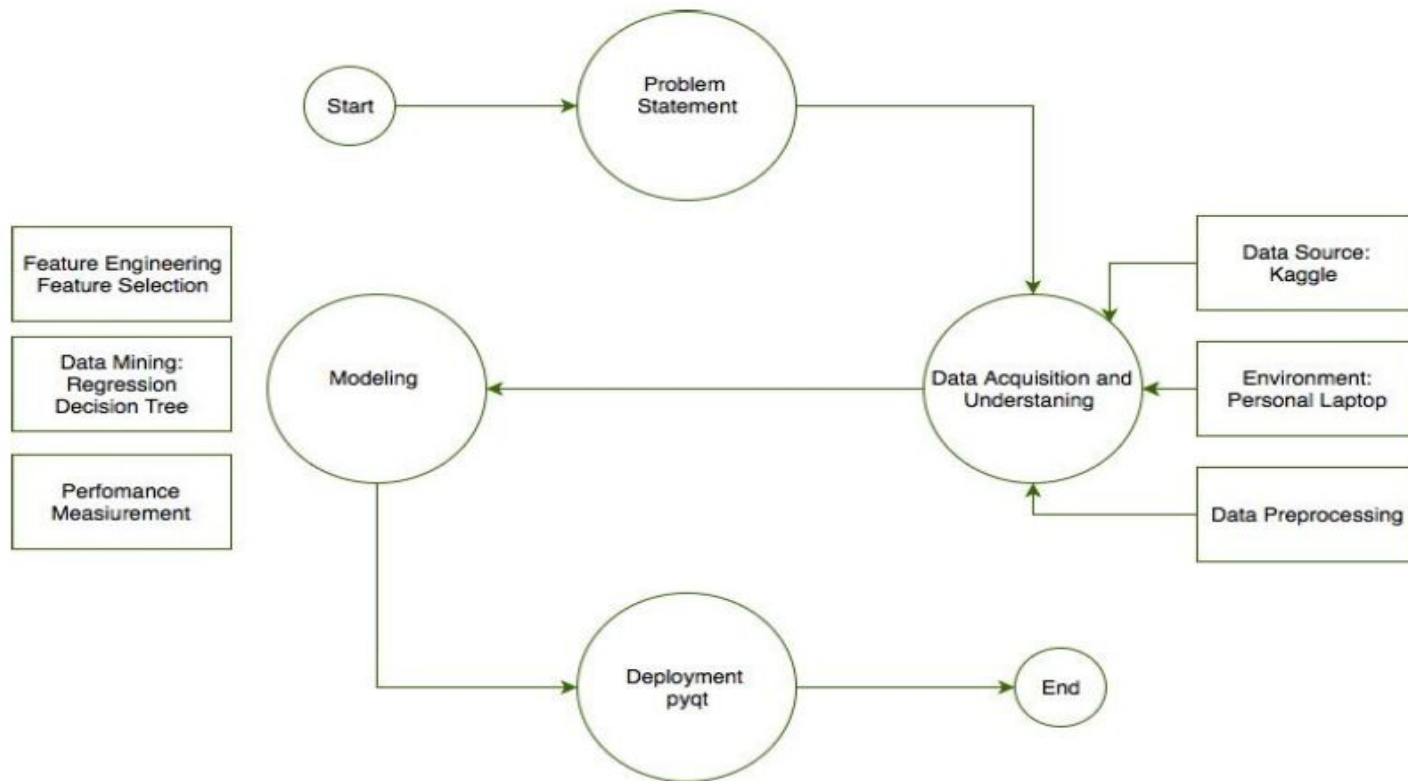 Start
Problem
Statement
Feature Engineering
Feature Selection
Data Mining:
Regression
Decision Tree
Perfomance
Measiurement
Modeling
Data Acquisition and
Understaning
Data Source:
Kaggle
Environment:
Personal Laptop
Data Preprocessing
Deployment
pyqt
End